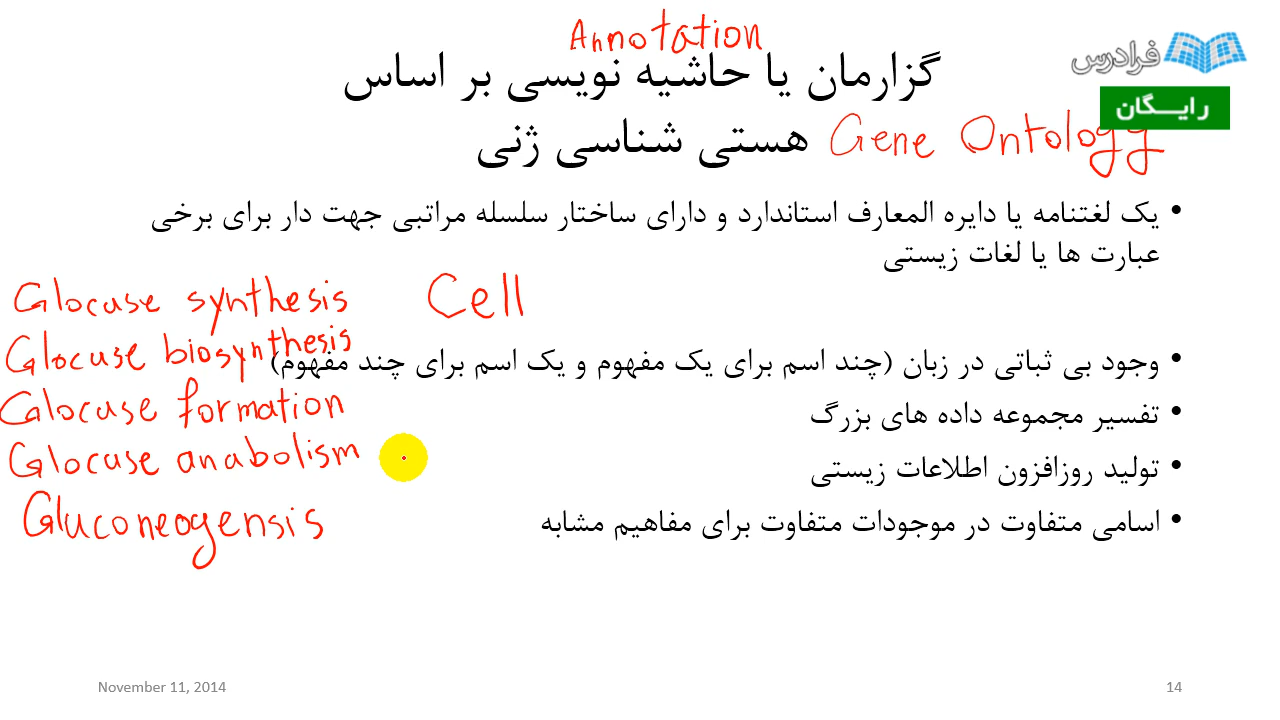 Annotation
فرادرس
گزارمان یا حاشیه نویسی بر اساس
رایــگان
هستی شناسی ژنی Gene Ontology
• یک لغتنامه یا دایره المعارف استاندارد و دارای ساختار سلسله مراتبی جهت دار برای برخی
عبارت ها یا لغات زیستی
Glocuse synthesis Cell
Glocuse biosynthesis
• وجود بی ثباتی در زبان (چند اسم برای یک مفهوم و یک اسم برای چند مفهوم)
Glocuse formation
• تفسیر مجموعه داده های بزرگ
Glocuse anabolism
• تولید روزافزون اطلاعات زیستی
Gluconeogensis
• اسامی متفاوت در موجودات متفاوت برای مفاهیم مشابه
November 11, 2014
14